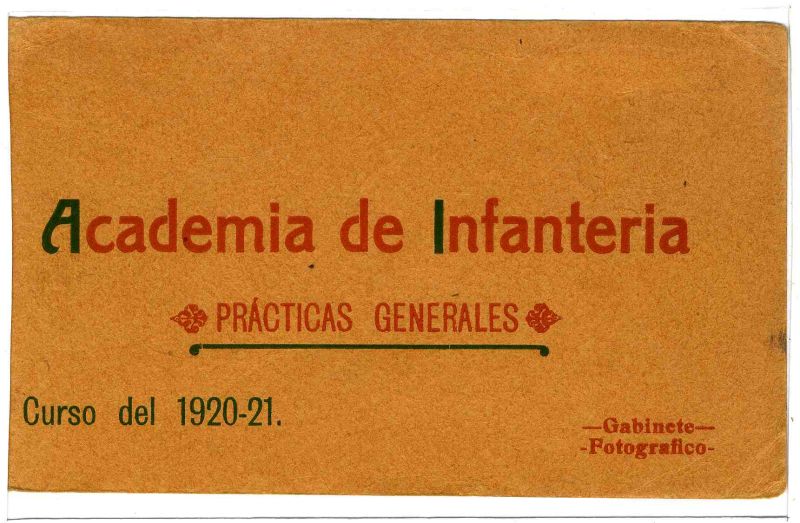 Academia de Infanteria
PRÁCTICAS GENERALES
Curso del 1920-21.
—Gabinete—
-Fotografico-